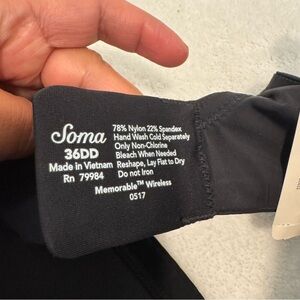 Soma
36DD
Made in Vietnam
Rn 79984
78% Nylon 22% Spandex
Hand Wash Cold Separately
Only Non-Chlorine
Bleach When Needed
Reshape, Lay Flat to Dry
Do not Iron
Memorable™ Wireless
0517